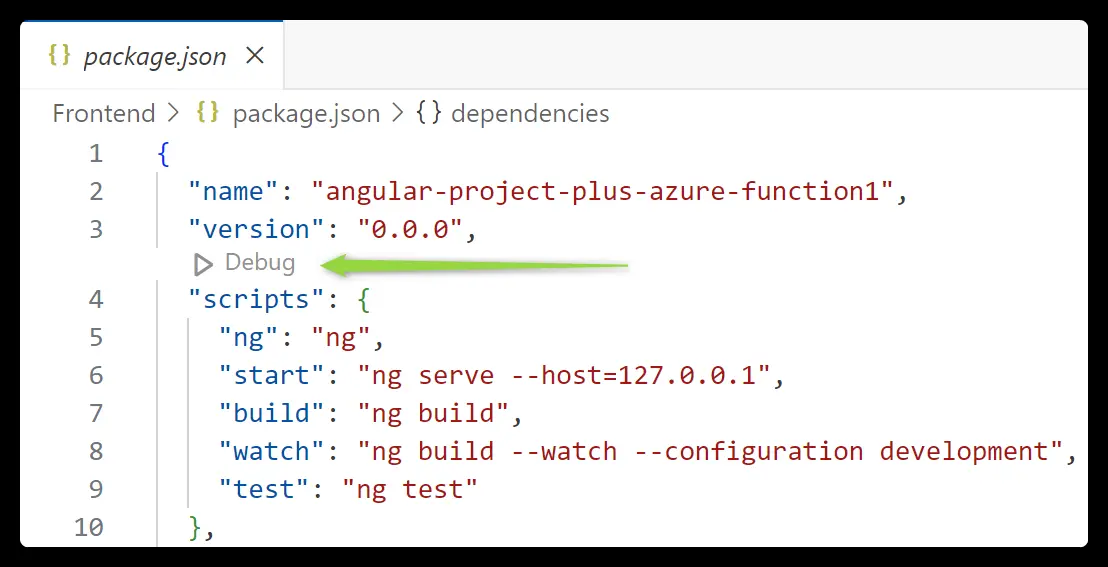 {} package.json ×
Frontend > {} package.json > {} dependencies
1 {
2 "name": "angular-project-plus-azure-function1",
3 "version": "0.0.0",
Debug
4 "scripts": {
5 "ng": "ng",
6 "start": "ng serve --host=127.0.0.1",
7 "build": "ng build",
8 "watch": "ng build --watch --configuration development",
9 "test": "ng test"
10 },